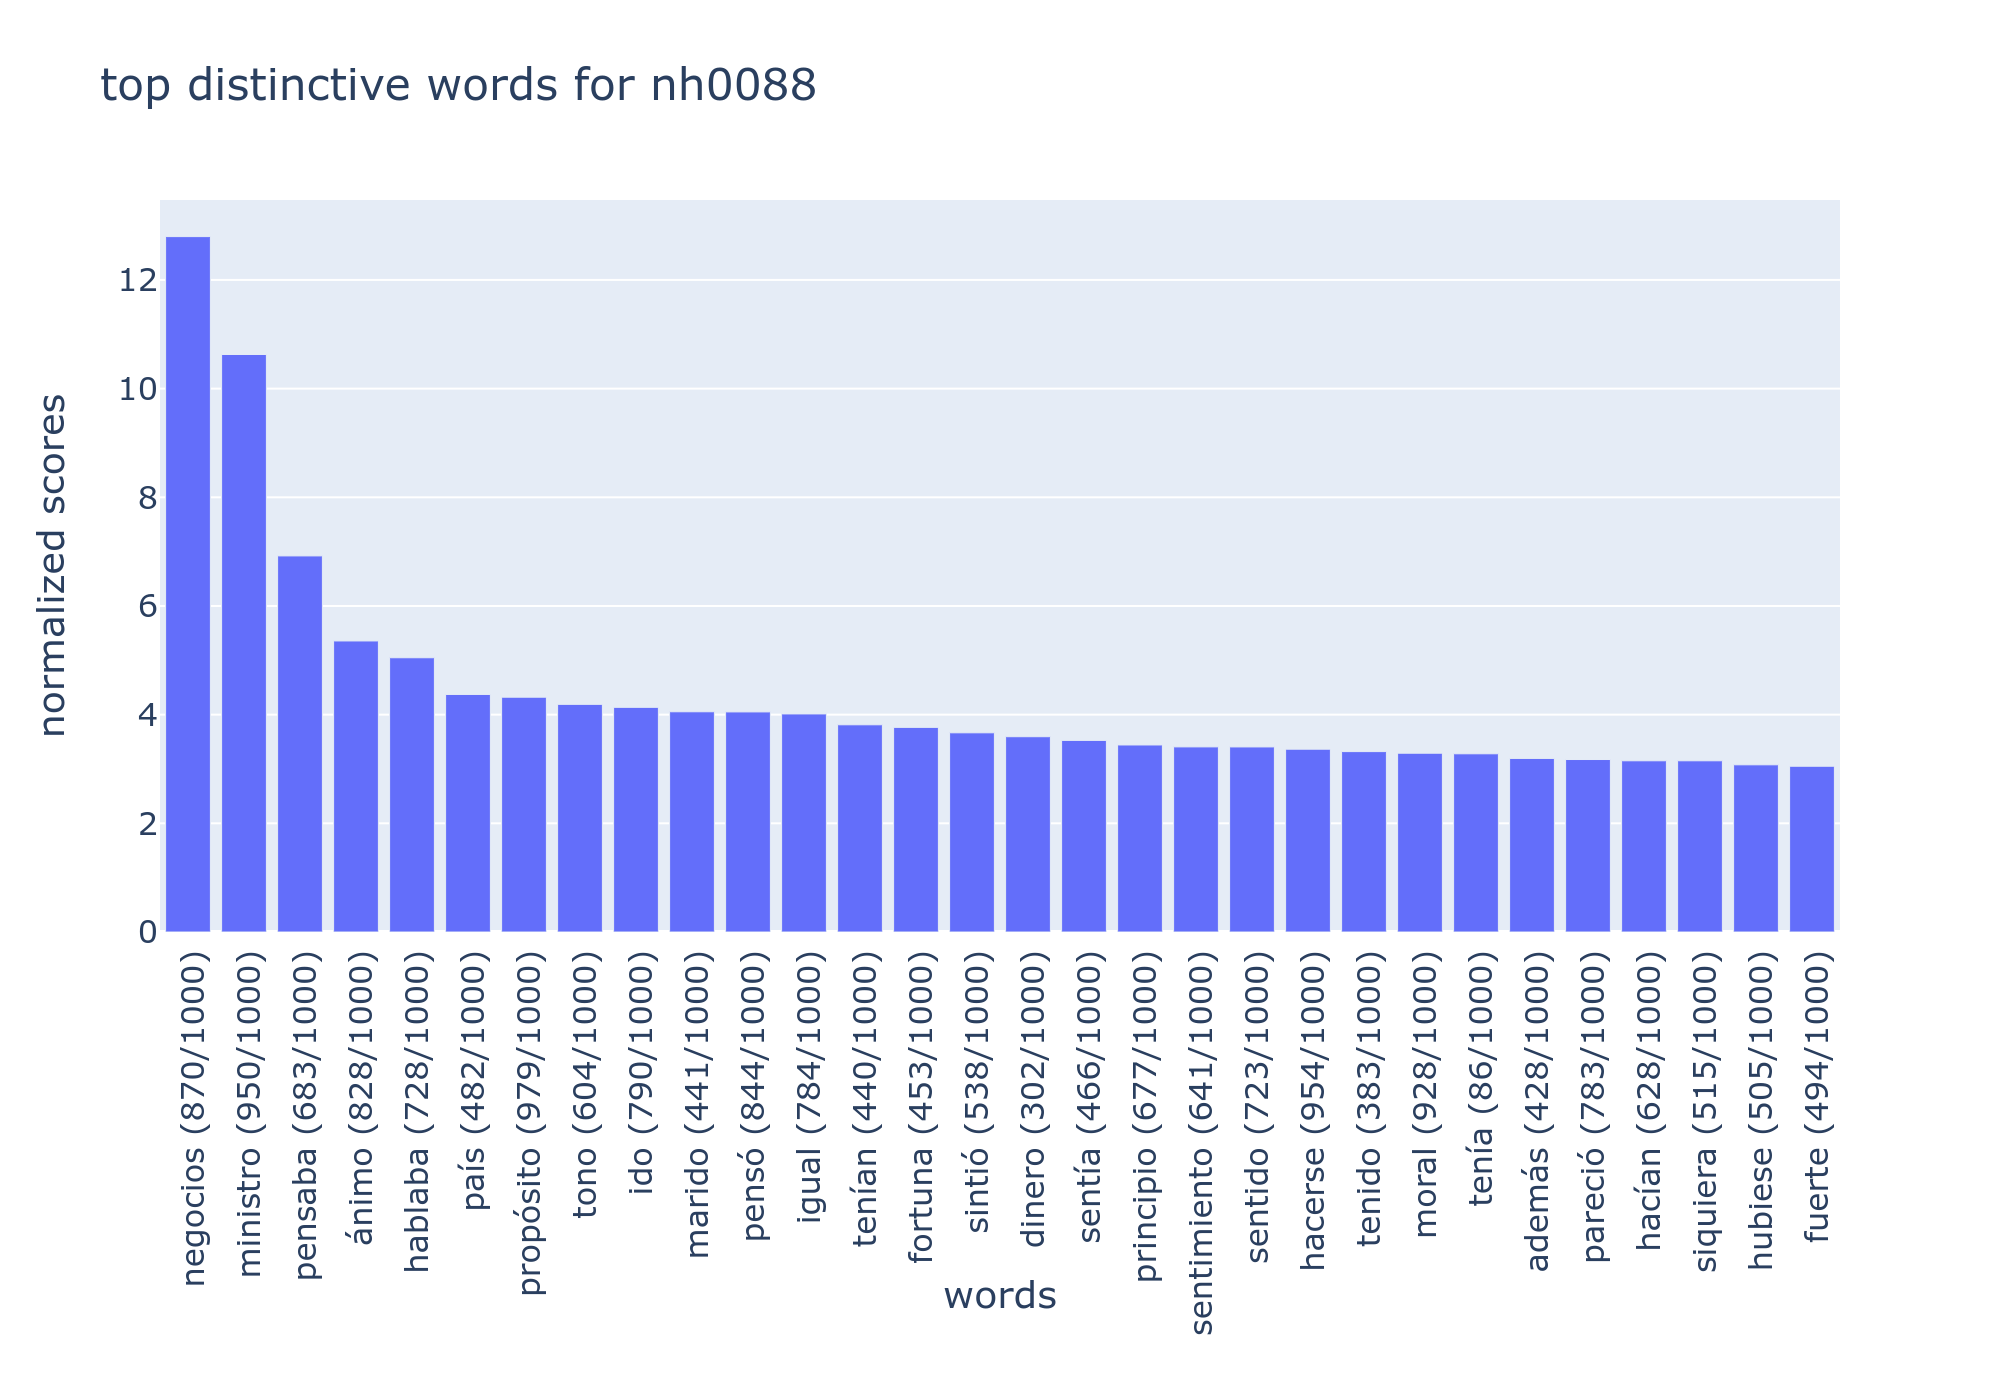 top distinctive words for nh0088
normalized scores
12
10
8
6
4
2
0
negocios (870/1000)
ministro (950/1000)
pensaba (683/1000)
ánimo (828/1000)
hablaba (728/1000)
país (482/1000)
propósito (979/1000)
tono (604/1000)
ido (790/1000)
marido (441/1000)
pensó (844/1000)
igual (784/1000)
tenían (440/1000)
fortuna (453/1000)
sintió (538/1000)
dinero (302/1000)
sentía (466/1000)
principio (677/1000)
sentimiento (641/1000)
sentido (723/1000)
hacerse (954/1000)
tenido (383/1000)
moral (928/1000)
tenía (86/1000)
además (428/1000)
pareció (783/1000)
hacían (628/1000)
siquiera (515/1000)
hubiese (505/1000)
fuerte (494/1000)
words